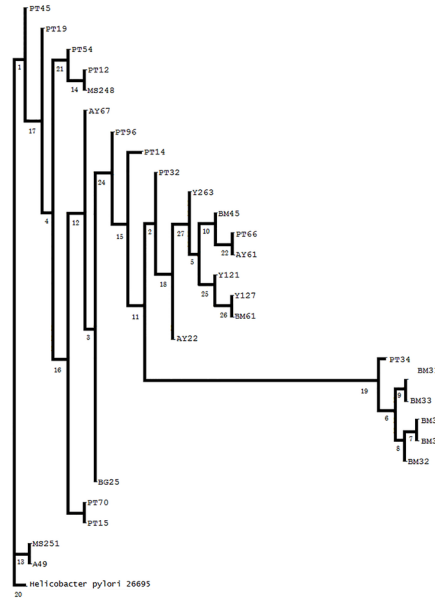 PT45
PT19
PT54
21
PT12
1
14
MS248
AY67
17
PT96
PT14
PT32
24
Y263
12
BM45
4
2
10
PT66
15
27
22
AY61
5
Y121
18
25
Y127
11
26
BM61
3
AY22
16
PT34
19
9
BM33
6
7
8
BM32
BG25
PT70
PT15
MS251
13
A49
Helicobacter pylori 26695
20